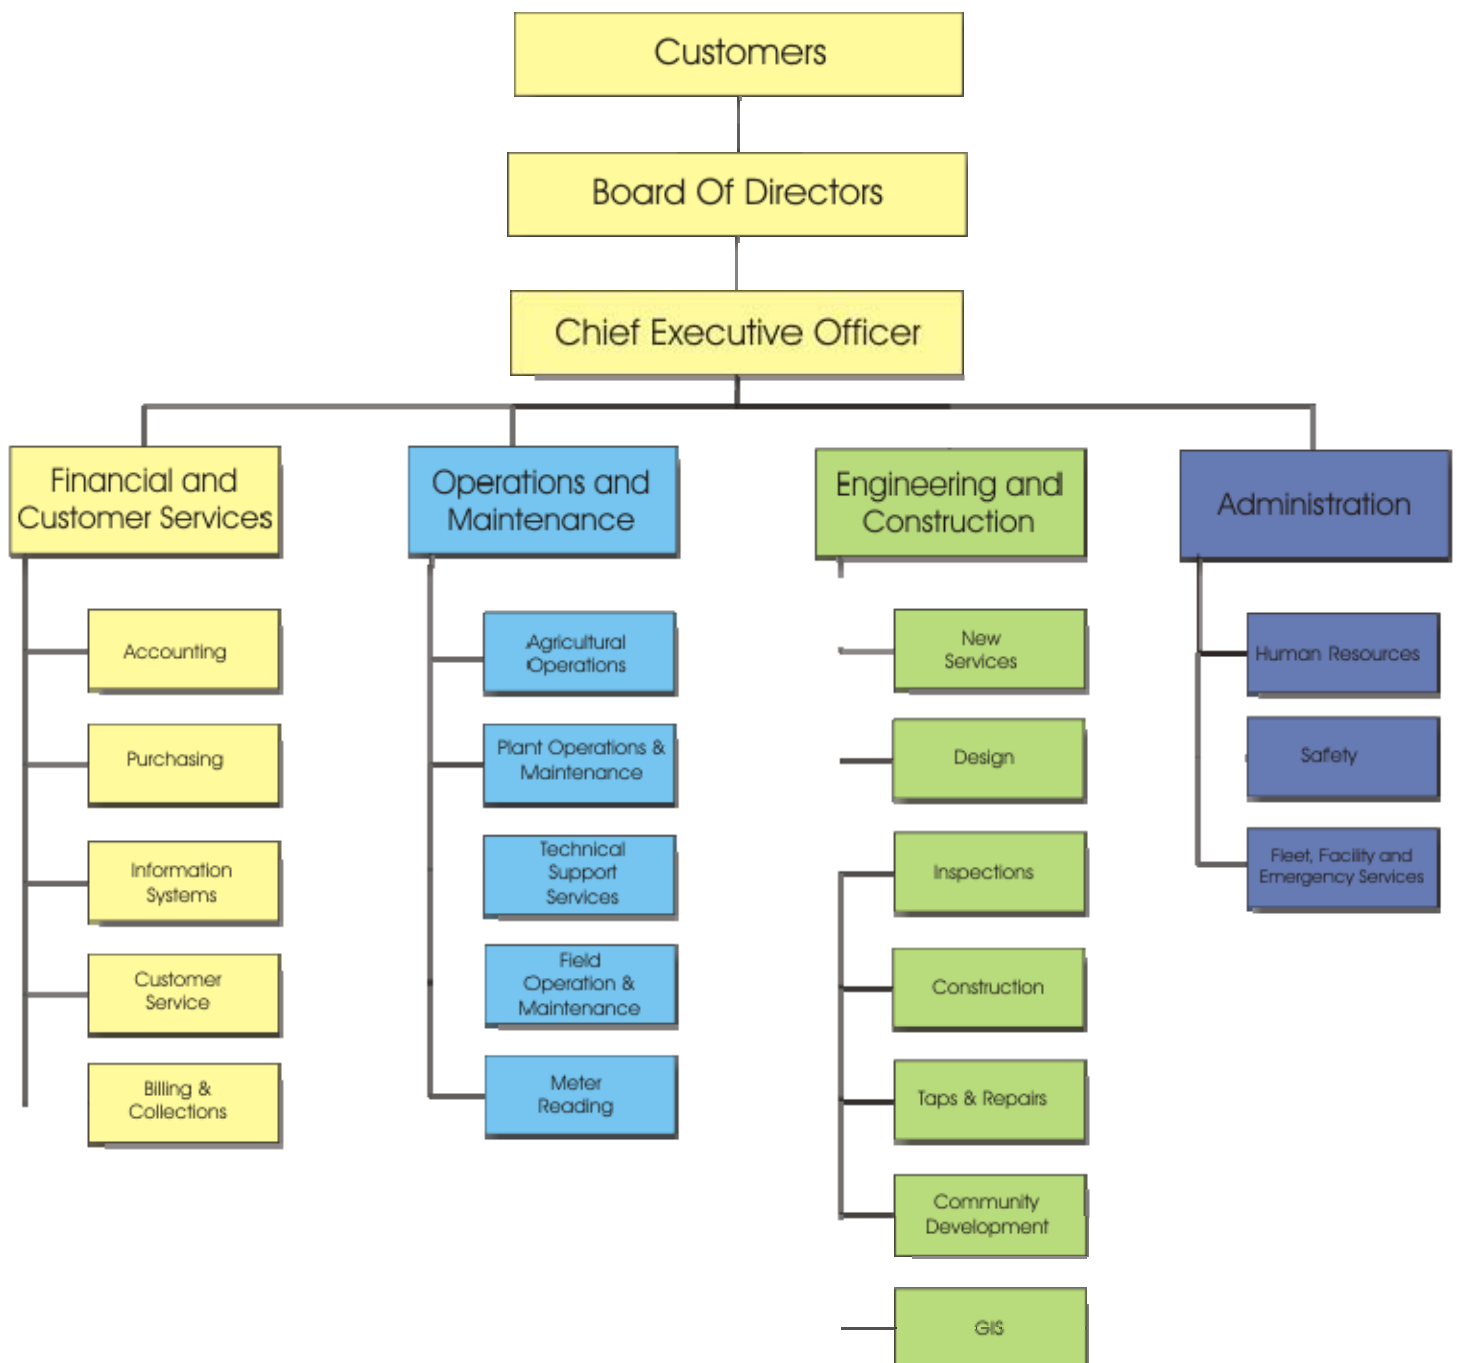 Customers
Board Of Directors
Chief Executive Officer
Financial and
Customer Services
Accounting
Purchasing
Information
Systems
Customer
Service
Billing &
Collections
Operations and
Maintenance
Agricultural
Operations
Plant Operations &
Maintenance
Technical
Support
Services
Field
Operation &
Maintenance
Meter
Reading
Engineering and
Construction
New
Services
Design
Inspections
Construction
Taps & Repairs
Community
Development
GIS
Administration
Human Resources
Safety
Fleet, Facility and
Emergency Services